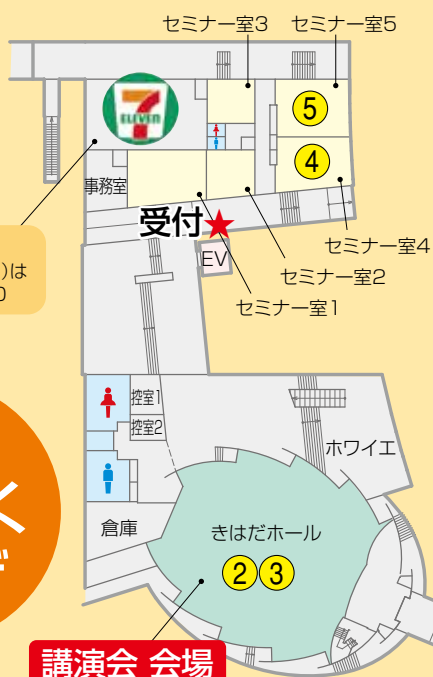 セミナー室3
セミナー室5
7
ELEVEN
5
4
事務室
受付★
セミナー室4
EV
セミナー室2
)は
セミナー室1
控室1
控室2
ホワイエ
倉庫
きはだホール
2 3
講演会 会場